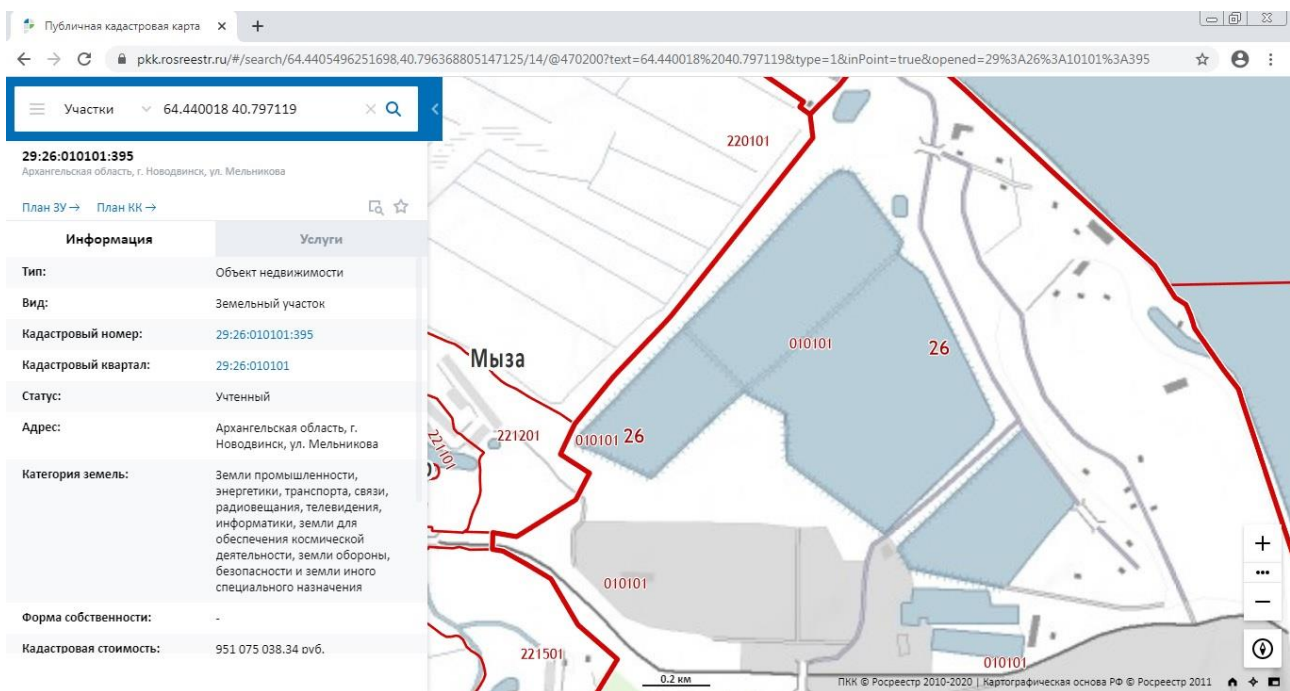 Публичная кадастровая карта
pkk.rosreestr.ru/#/search/64.4405496251698,40.796368805147125/14/@470200?text=64.440018%2040.797119&type=1&inPoint=true&opened=29%3A26%3A10101%3A395
Участки 64.440018 40.797119
29:26:010101:395
Архангельская область, г. Новодвинск, ул. Мельникова
План ЗУ → План КК →
Информация Услуги
Тип: Объект недвижимости
Вид: Земельный участок
Кадастровый номер: 29:26:010101:395
Кадастровый квартал: 29:26:010101
Статус: Учтенный
Адрес: Архангельская область, г.
Новодвинск, ул. Мельникова
Категория земель: Земли промышленности,
энергетики, транспорта, связи,
радиовещания, телевидения,
информатики, земли для
обеспечения космической
деятельности, земли обороны,
безопасности и земли иного
специального назначения
Форма собственности: -
Кадастровая стоимость: 951 075 038.34 руб.
220101
010101
26
Мыза
221201
010101 26
221101
010101
221501
010101
0.2 км
ПКК © Росреестр 2010-2020 | Картографическая основа РФ © Росреестр 2011